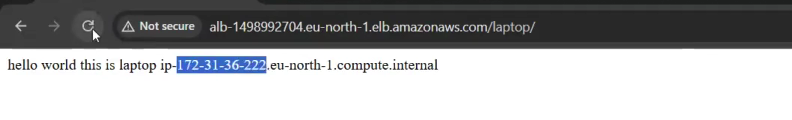 Not secure alb-1498992704.eu-north-1.elb.amazonaws.com/laptop/
hello world this is laptop ip-172-31-36-222.eu-north-1.compute.internal